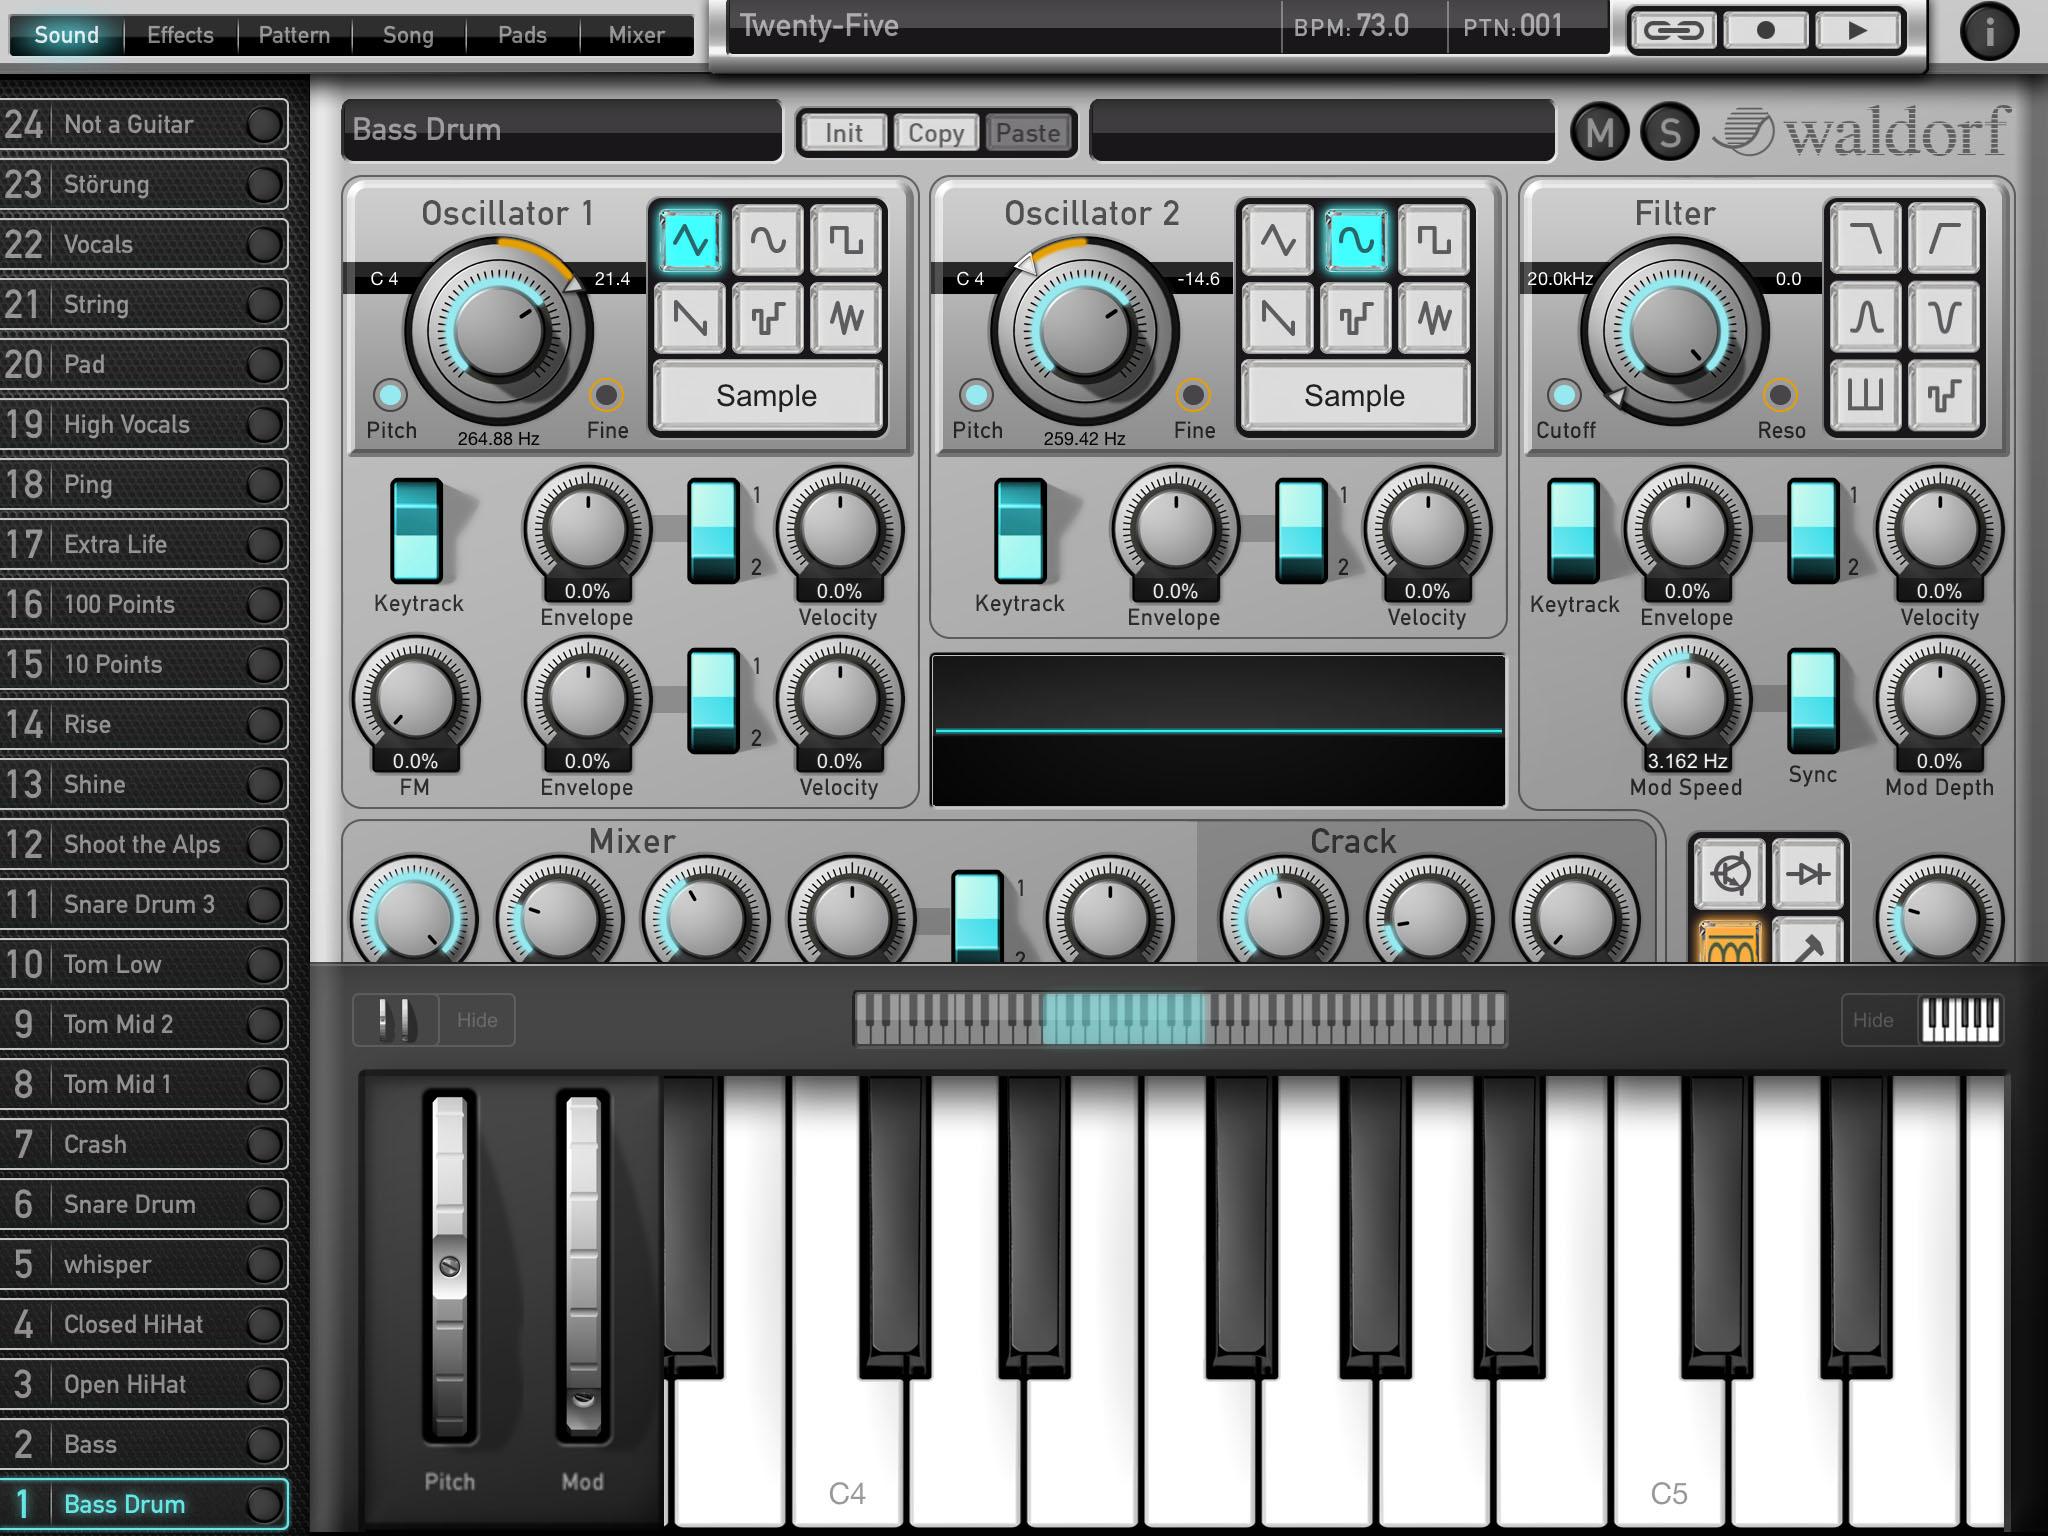 Sound Effects Pattern Song Pads Mixer
Twenty-Five BPM: 73.0 PTN: 001
i
24 Not a Guitar
23 Störung
22 Vocals
21 String
20 Pad
19 High Vocals
18 Ping
17 Extra Life
16 100 Points
15 10 Points
14 Rise
13 Shine
12 Shoot the Alps
11 Snare Drum 3
10 Tom Low
9 Tom Mid 2
8 Tom Mid 1
7 Crash
6 Snare Drum
5 whisper
4 Closed HiHat
3 Open HiHat
2 Bass
1 Bass Drum
Bass Drum Init Copy Paste M S waldorf
Oscillator 1
C 4 21.4
Sample
Pitch Fine
264.88 Hz
1
2
Keytrack
0.0% 0.0%
Envelope Velocity
1
2
0.0% 0.0% 0.0%
FM Envelope Velocity
Oscillator 2
C 4 -14.6
Sample
Pitch Fine
259.42 Hz
1
2
Keytrack
0.0% 0.0%
Envelope Velocity
Filter
20.0kHz 0.0
Cutoff Reso
1
2
Keytrack
0.0% 0.0%
Envelope Velocity
3.162 Hz 0.0%
Mod Speed Sync Mod Depth
Mixer Crack
1
2
Hide Hide
Pitch Mod
C4 C5